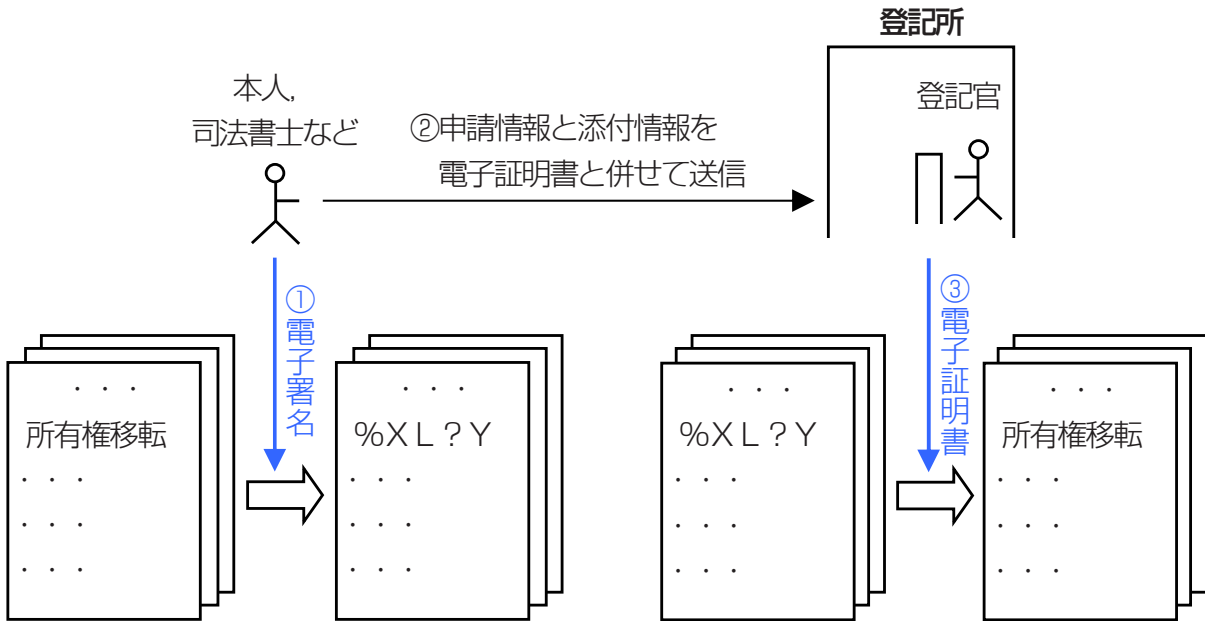 登記所
本人,
司法書士など
②申請情報と添付情報を
電子証明書と併せて送信
登記官
①電子署名
③電子証明書
・・・
所有権移転
・・・
・・・
・・・
・・・
%XL?Y
・・・
・・・
・・・
・・・
%XL?Y
・・・
・・・
・・・
・・・
所有権移転
・・・
・・・
・・・